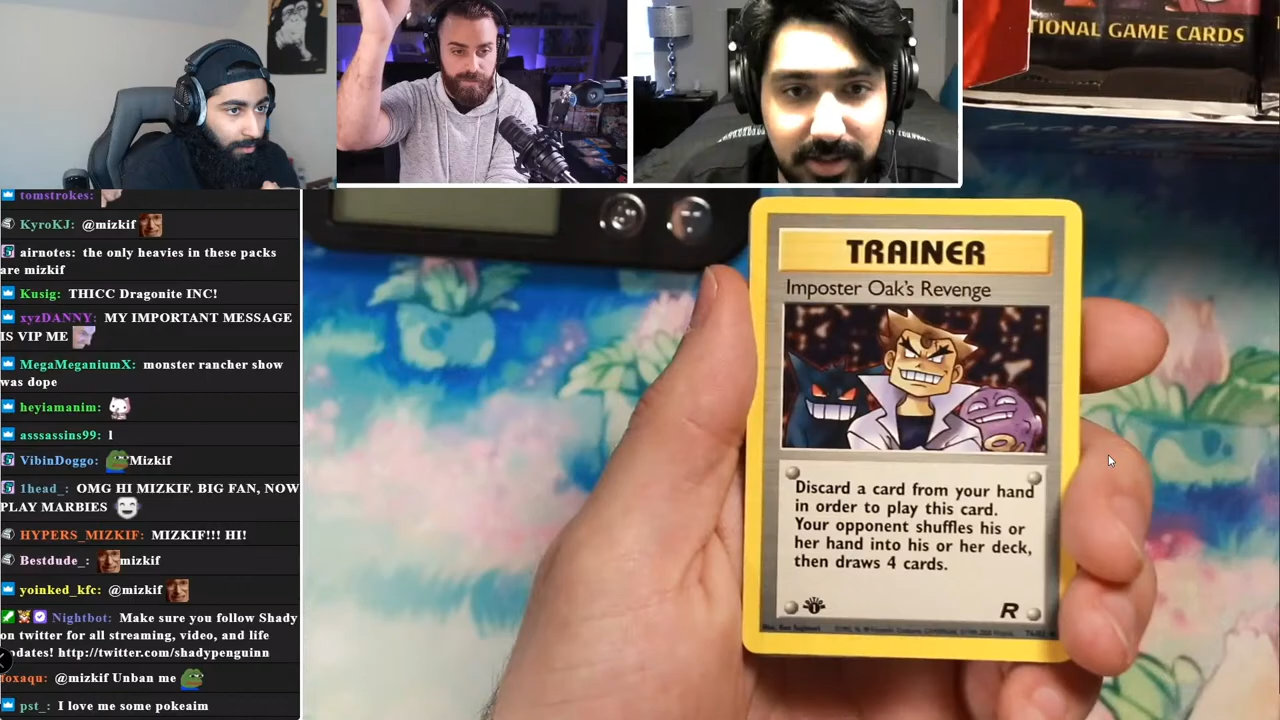 TIONAL GAME CARDS
tomstrokes:
KyroKJ: @mizkif
airnotes: the only heavies in these packs
are mizkif
Kusig: THICC Dragonite INC!
xyzDANNY: MY IMPORTANT MESSAGE
IS VIP ME
MegaMeganiumX: monster rancher show
was dope
heyiamanim:
asssassins99: l
VibinDoggo: Mizkif
1head_: OMG HI MIZKIF. BIG FAN, NOW
PLAY MARBIES
HYPERS_MIZKIF: MIZKIF!!! HI!
Bestdude_: mizkif
yoinked_kfc: @mizkif
Nightbot: Make sure you follow Shady
on twitter for all streaming, video, and life
updates! http://twitter.com/shadypenguinn
foxaqu: @mizkif Unban me
pst_: I love me some pokeaim
TRAINER
Imposter Oak's Revenge
Discard a card from your hand
in order to play this card.
Your opponent shuffles his or
her hand into his or her deck,
then draws 4 cards.
1
R